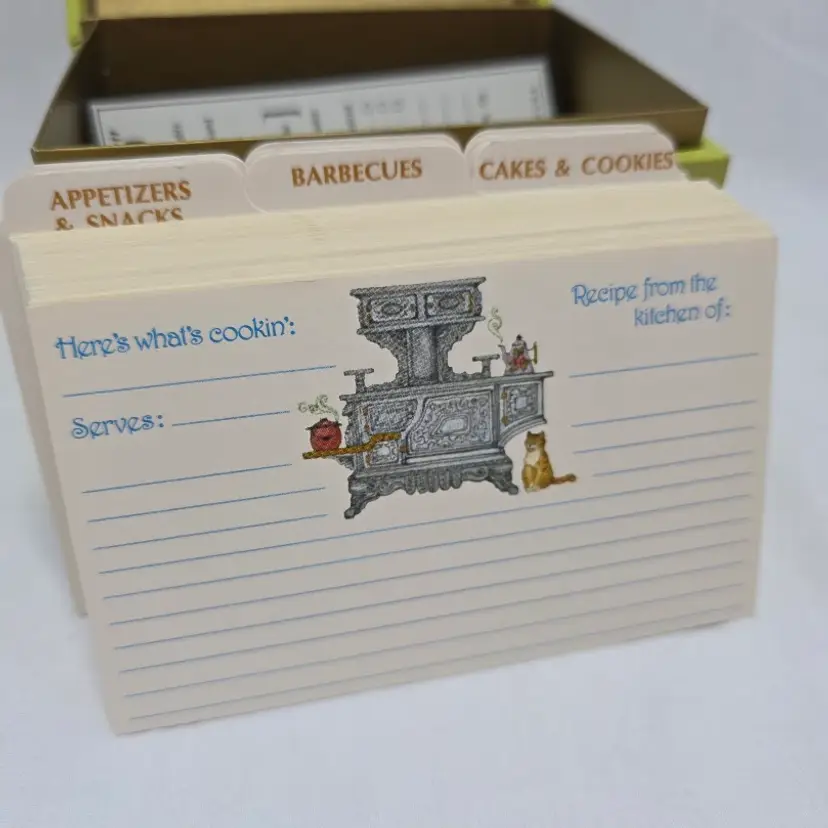 APPETIZERS
& SNACKS
BARBECUES
CAKES & COOKIES
Here's what's cookin':
Serves:
Recipe from the
kitchen of: